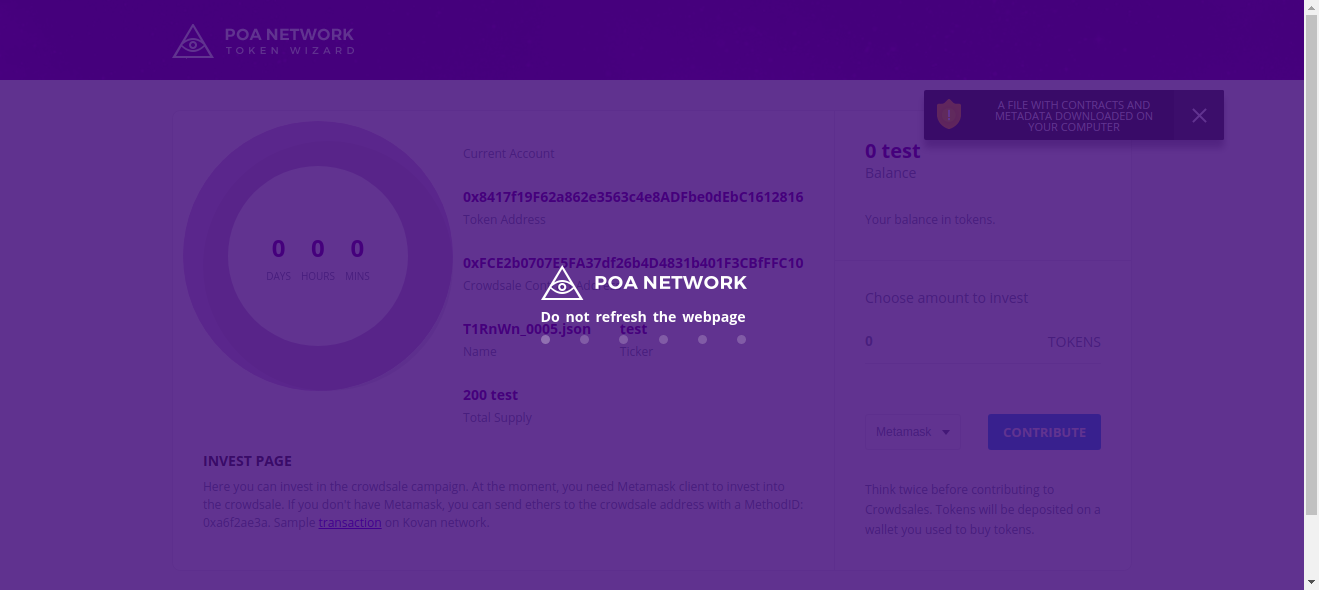 POA NETWORK
TOKEN WIZARD
A FILE WITH CONTRACTS AND
METADATA DOWNLOADED ON
YOUR COMPUTER
0 0 0
DAYS HOURS MINS
Current Account
0x8417f19F62a862e3563c4e8ADFbe0dEbC1612816
Token Address
0xFCE2b0707E5FA37df26b4D4831b401F3CBfFFC10
Crowdsale
POA NETWORK
Do not refresh the webpage
T1RnWn_0005.json test
Name Ticker
200 test
Total Supply
INVEST PAGE
Here you can invest in the crowdsale campaign. At the moment, you need Metamask client to invest into
the crowdsale. If you don't have Metamask, you can send ethers to the crowdsale address with a MethodID:
0xa6f2ae3a. Sample transaction on Kovan network.
0 test
Balance
Your balance in tokens.
Choose amount to invest
0 TOKENS
Metamask CONTRIBUTE
Think twice before contributing to
Crowdsales. Tokens will be deposited on a
wallet you used to buy tokens.